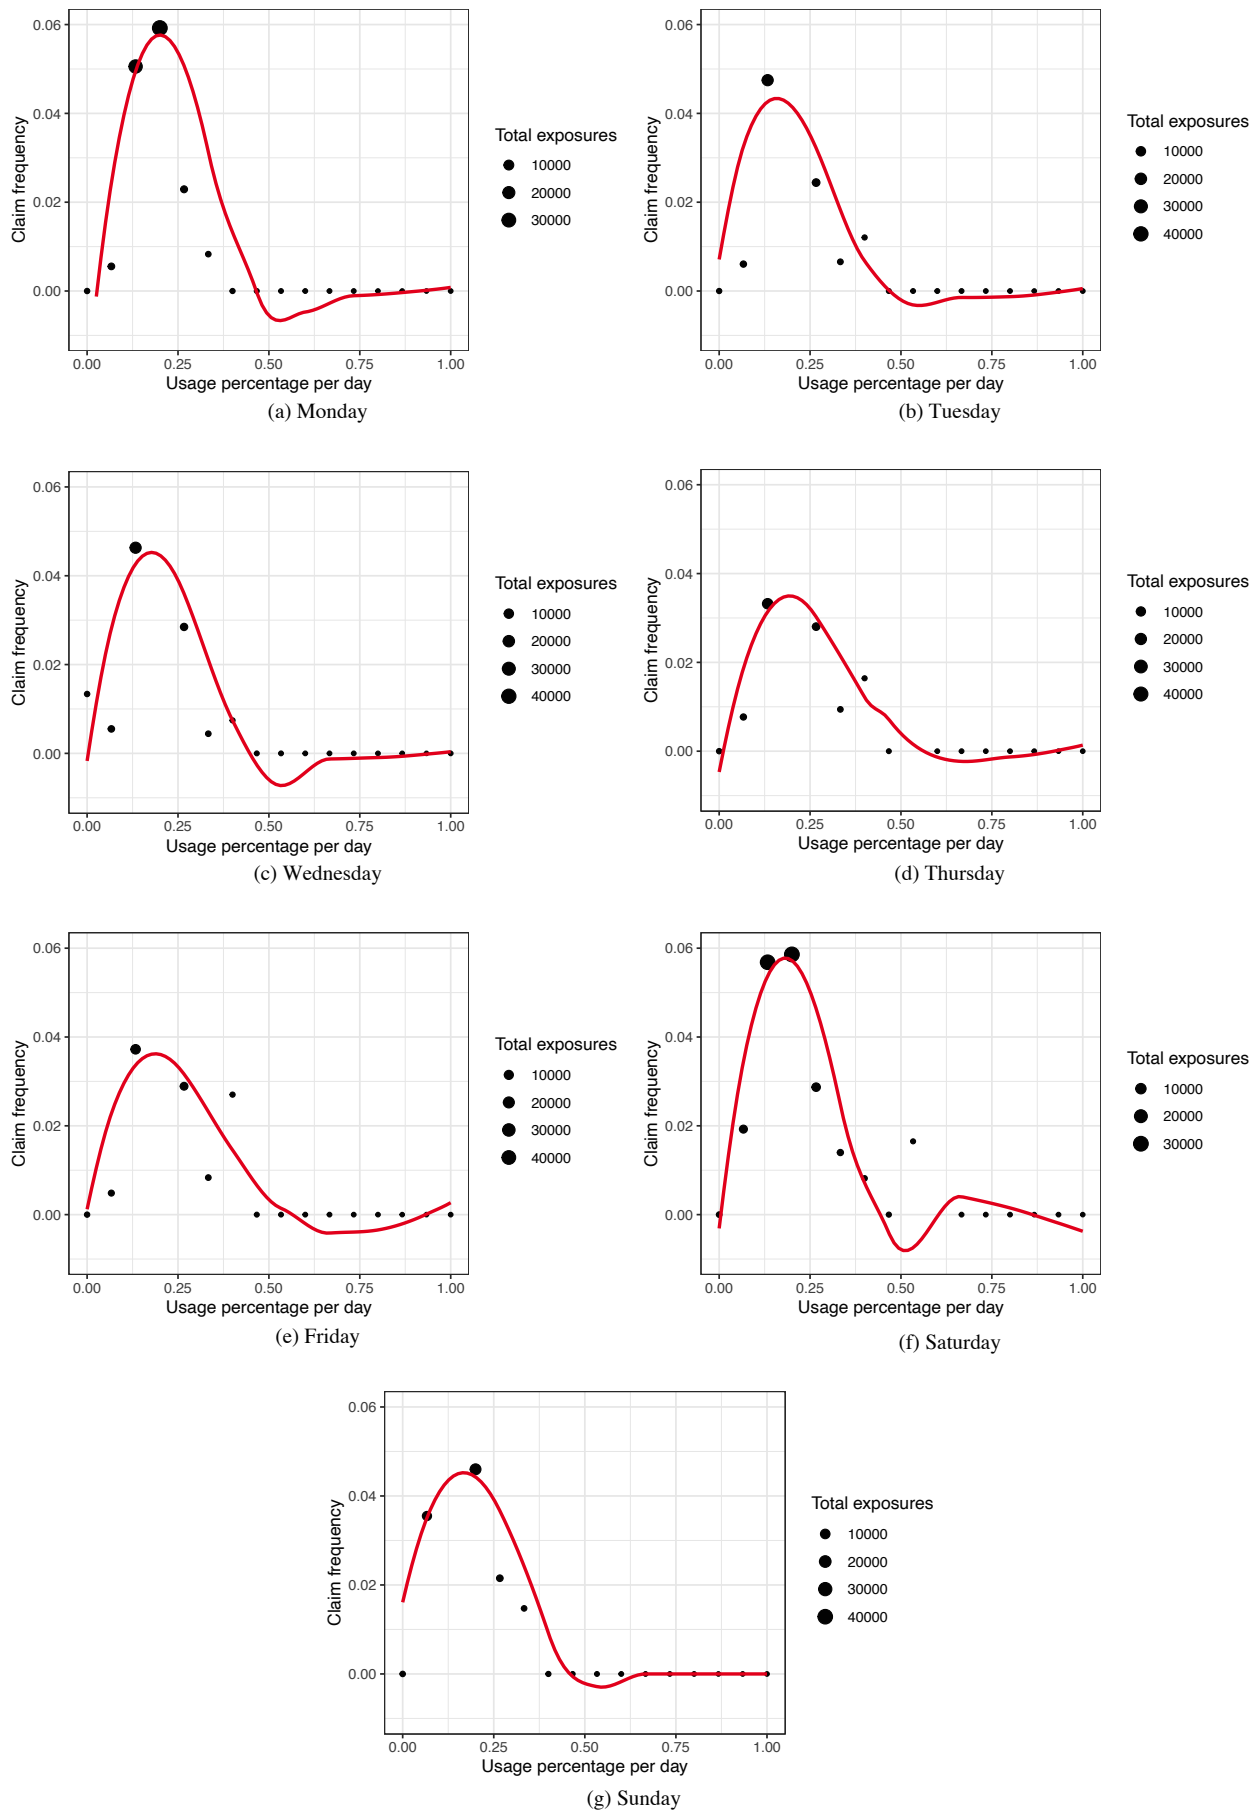 0.06
0.04
0.02
0.00
Claim frequency
0.00 0.25 0.50 0.75 1.00
Usage percentage per day
Total exposures
10000
20000
30000
(a) Monday
0.06
0.04
0.02
0.00
Claim frequency
0.00 0.25 0.50 0.75 1.00
Usage percentage per day
Total exposures
10000
20000
30000
40000
(b) Tuesday
0.06
0.04
0.02
0.00
Claim frequency
0.00 0.25 0.50 0.75 1.00
Usage percentage per day
Total exposures
10000
20000
30000
40000
(c) Wednesday
0.06
0.04
0.02
0.00
Claim frequency
0.00 0.25 0.50 0.75 1.00
Usage percentage per day
Total exposures
10000
20000
30000
40000
(d) Thursday
0.06
0.04
0.02
0.00
Claim frequency
0.00 0.25 0.50 0.75 1.00
Usage percentage per day
Total exposures
10000
20000
30000
40000
(e) Friday
0.06
0.04
0.02
0.00
Claim frequency
0.00 0.25 0.50 0.75 1.00
Usage percentage per day
Total exposures
10000
20000
30000
(f) Saturday
0.06
0.04
0.02
0.00
Claim frequency
0.00 0.25 0.50 0.75 1.00
Usage percentage per day
Total exposures
10000
20000
30000
40000
(g) Sunday